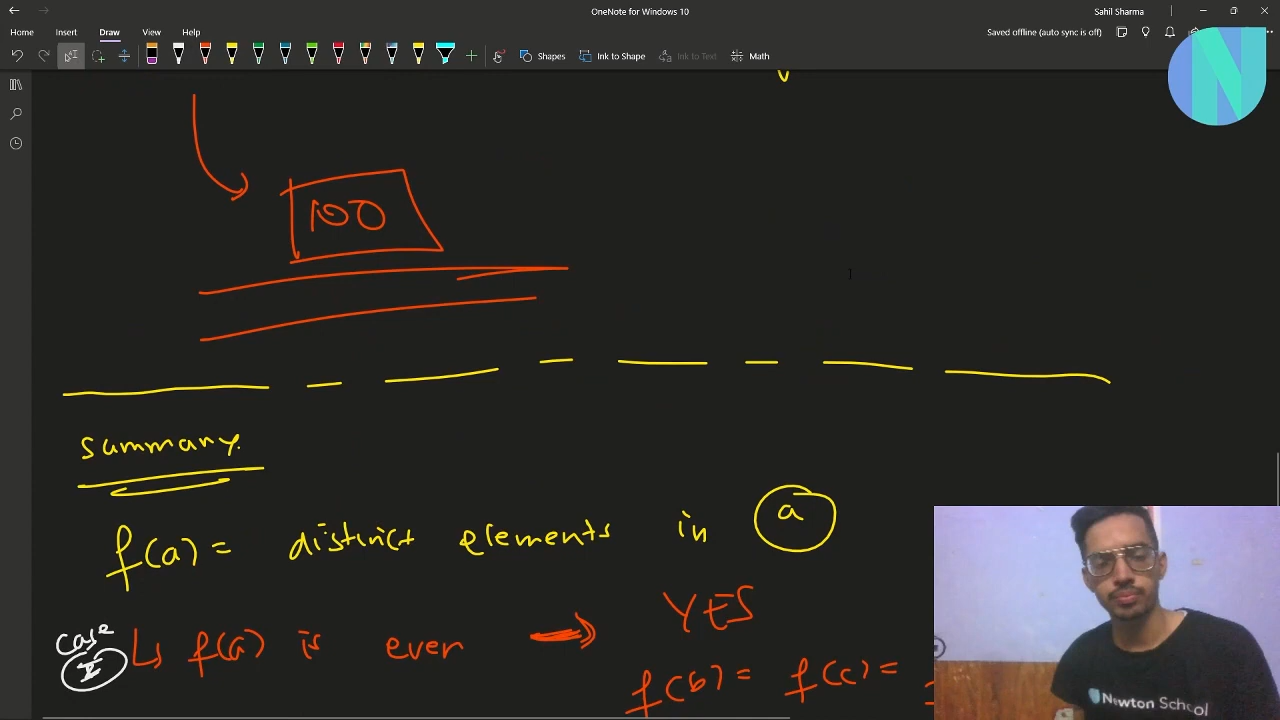 OneNote for Windows 10
Sahil Sharma
Home Insert Draw View Help
Saved offline (auto sync is off)
Shapes Ink to Shape Ink to Text Math
N
100
summary.
f(a) = distinct elements in a
case I
↳ f(a) is even → YES
f(b) = f(c) =
Newton School